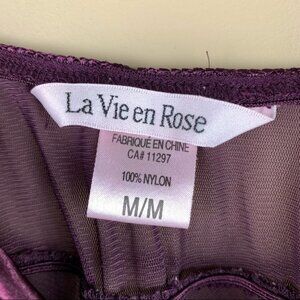 La Vie en Rose
FABRIQUÉ EN CHINE
CA# 11297
100% NYLON
M/M